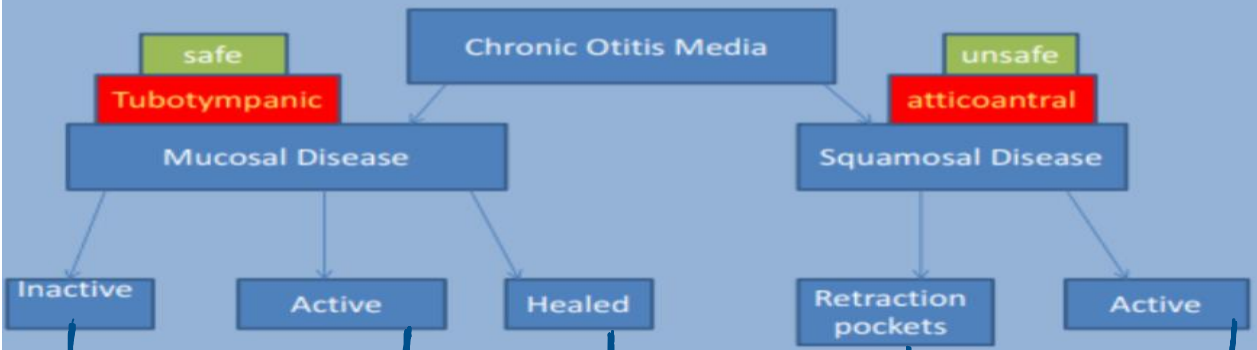 Chronic Otitis Media
safe
Tubotympanic
Mucosal Disease
unsafe
atticoantral
Squamosal Disease
Inactive
Active
Healed
Retraction
pockets
Active